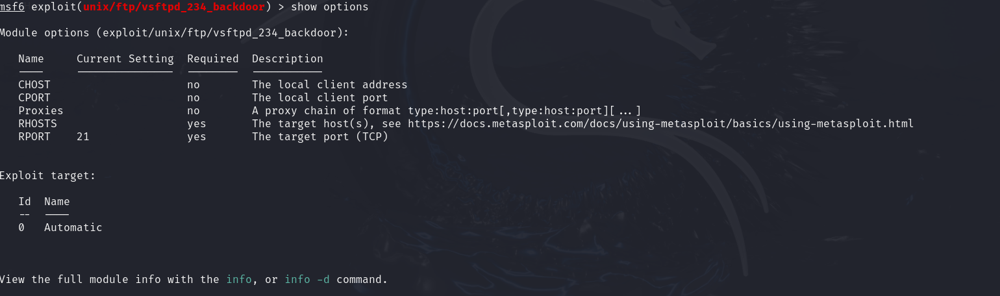 msf6 exploit(unix/ftp/vsftpd_234_backdoor) > show options
Module options (exploit/unix/ftp/vsftpd_234_backdoor):
Name Current Setting Required Description
---- --------------- -------- -----------
CHOST no The local client address
CPORT no The local client port
Proxies no A proxy chain of format type:host:port[,type:host:port][...]
RHOSTS yes The target host(s), see https://docs.metasploit.com/docs/using-metasploit/basics/using-metasploit.html
RPORT 21 yes The target port (TCP)
Exploit target:
Id Name
-- ----
0 Automatic
View the full module info with the info, or info -d command.